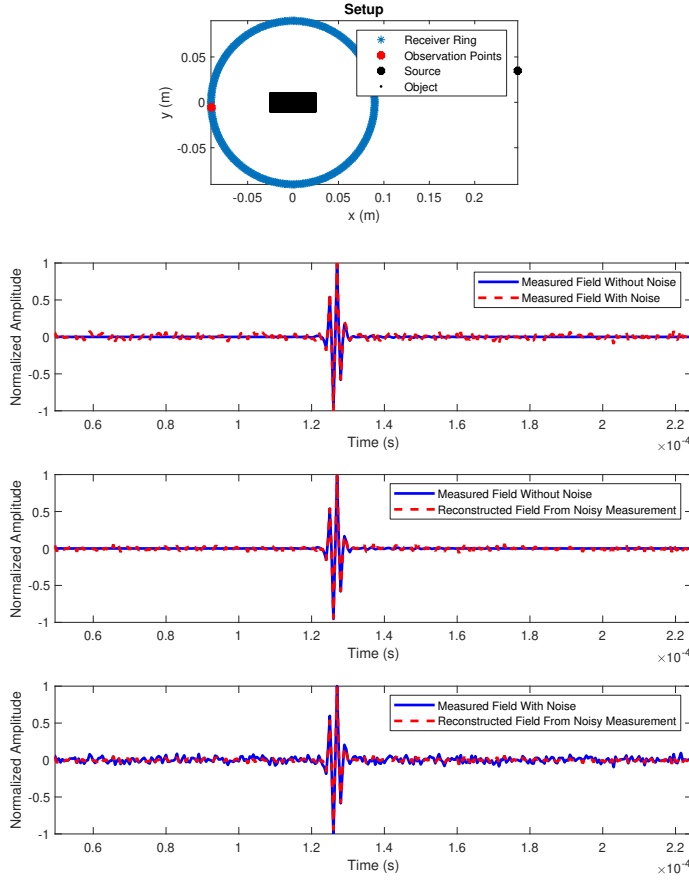 Setup
y (m)
0.05
0
-0.05
Receiver Ring
Observation Points
Source
Object
-0.05
0
0.05
0.1
0.15
0.2
x (m)
Normalized Amplitude
1
0.5
0
-0.5
-1
Measured Field Without Noise
Measured Field With Noise
0.6
0.8
1
1.2
1.4
1.6
1.8
2
2.2
Time (s)
×10-4
Normalized Amplitude
1
0.5
0
-0.5
-1
Measured Field Without Noise
Reconstructed Field From Noisy Measurement
0.6
0.8
1
1.2
1.4
1.6
1.8
2
2.2
Time (s)
×10-4
Normalized Amplitude
1
0.5
0
-0.5
-1
Measured Field With Noise
Reconstructed Field From Noisy Measurement
0.6
0.8
1
1.2
1.4
1.6
1.8
2
2.2
Time (s)
×10-4